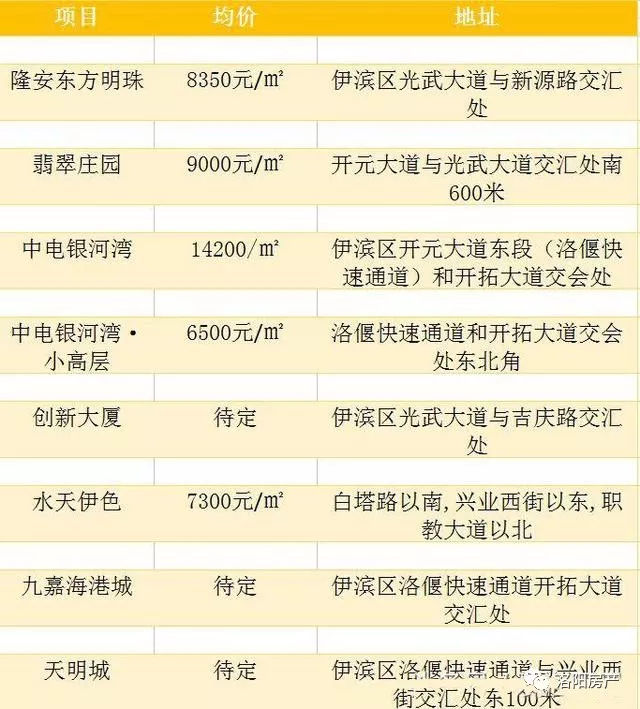 项目 均价 地址
隆安东方明珠 8350元/㎡ 伊滨区光武大道与新源路交汇
处
翡翠庄园 9000元/㎡ 开元大道与光武大道交汇处南
600米
中电银河湾 14200/㎡ 伊滨区开元大道东段（洛偃快
速通道）和开拓大道交会处
中电银河湾·
小高层 6500元/㎡ 洛偃快速通道和开拓大道交会
处东北角
创新大厦 待定 伊滨区光武大道与吉庆路交汇
处
水天伊色 7300元/㎡ 白塔路以南,兴业西街以东,职
教大道以北
九嘉海港城 待定 伊滨区洛偃快速通道开拓大道
交汇处
天明城 待定 伊滨区洛偃快速通道与兴业西
街交汇处东100米
洛阳房产